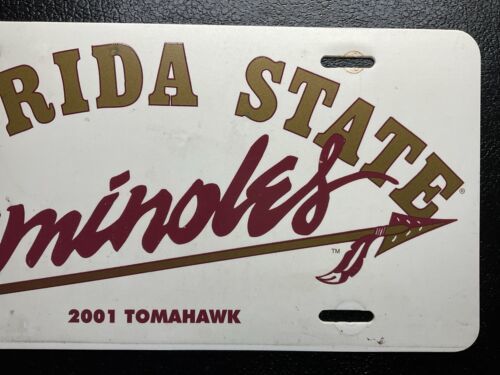 RIDA STATE®
minoles
™
2001 TOMAHAWK